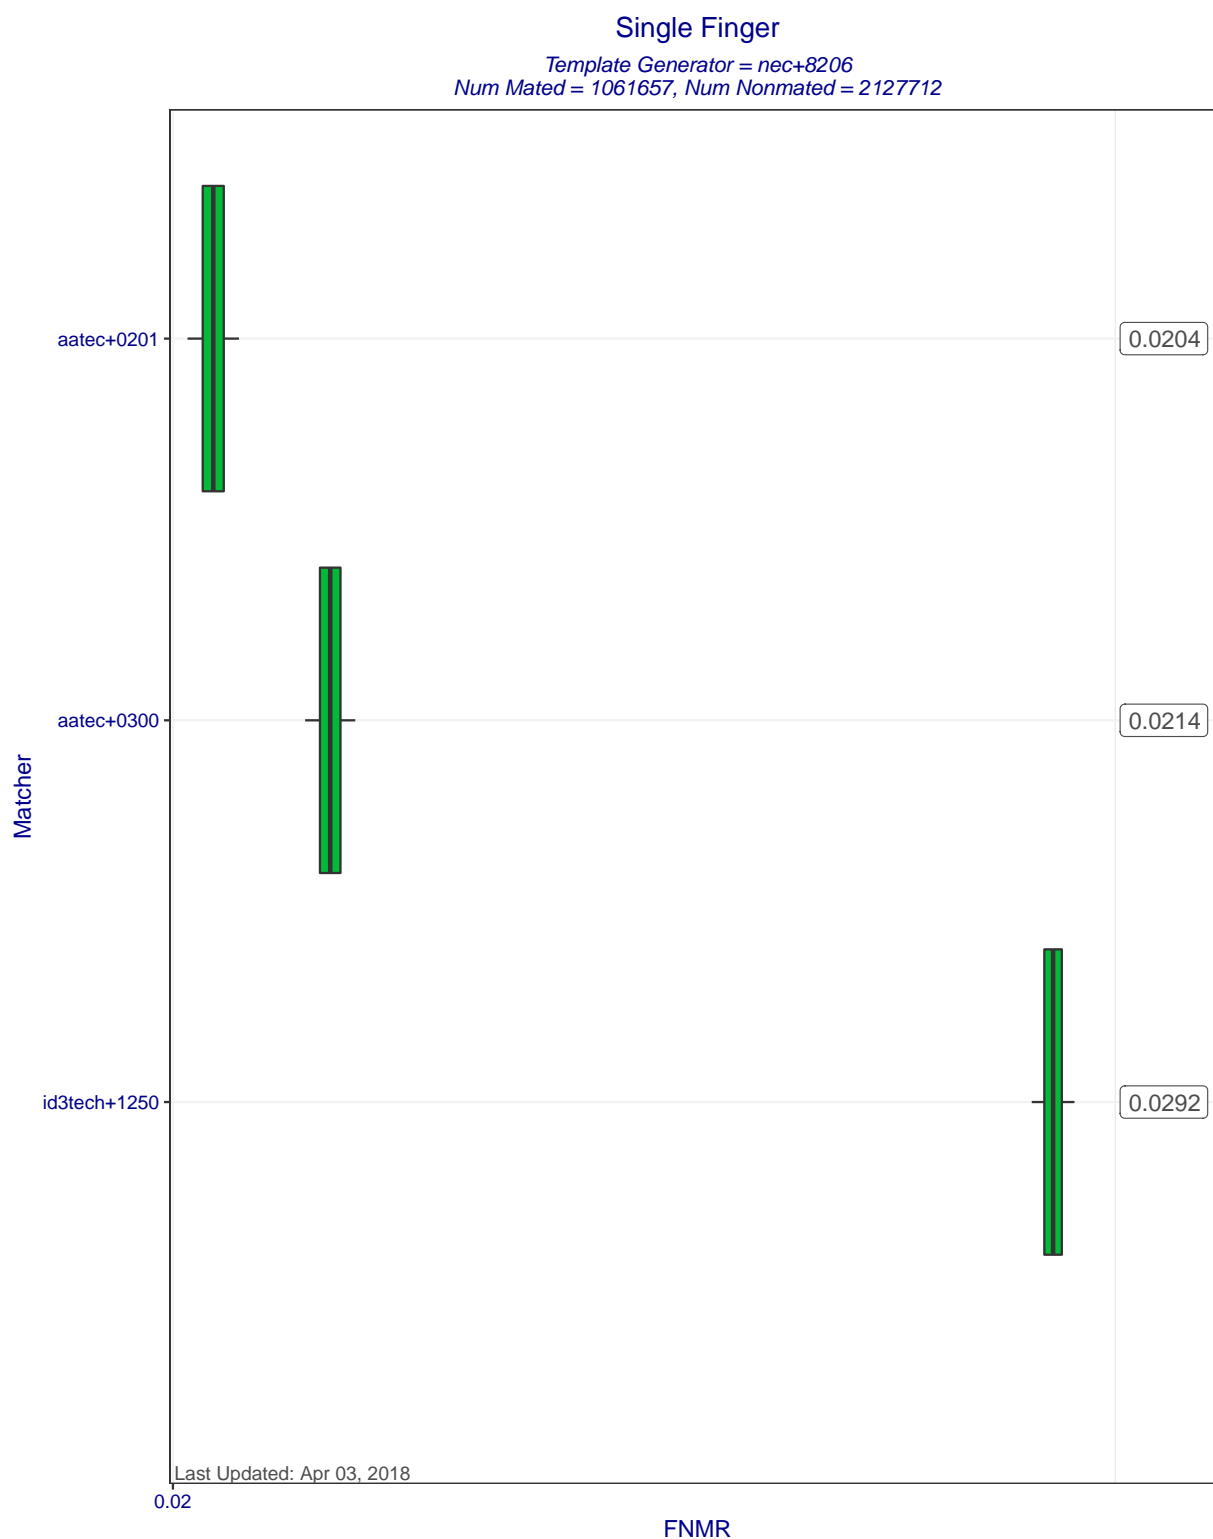 Single Finger
Template Generator = nec+8206
Num Mated = 1061657, Num Nonmated = 2127712
aatec+0201
0.0204
aatec+0300
0.0214
Matcher
id3tech+1250
0.0292
Last Updated: Apr 03, 2018
0.02
FNMR